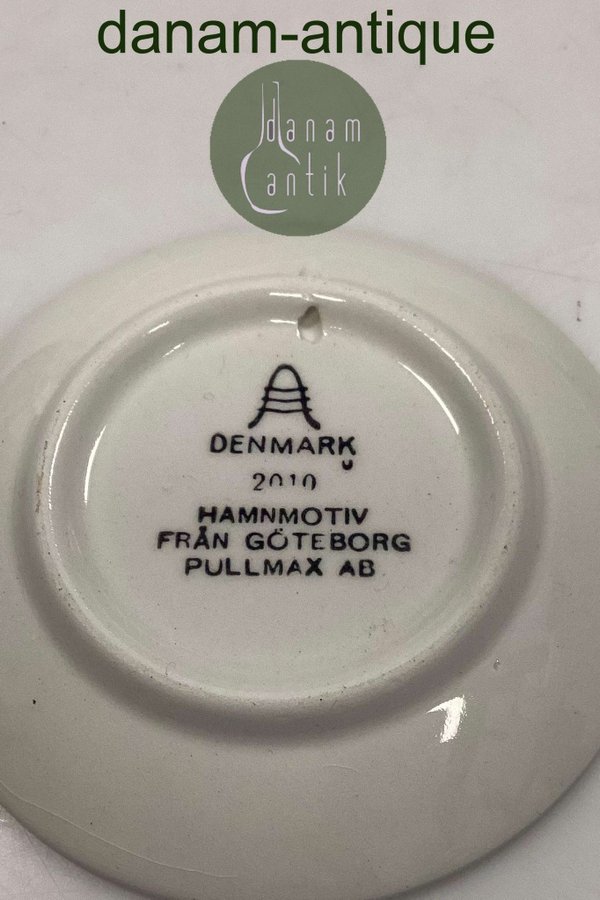 danam-antique
danam
antik
DENMARK
2010
HAMNMOTIV
FRÅN GÖTEBORG
PULLMAX AB